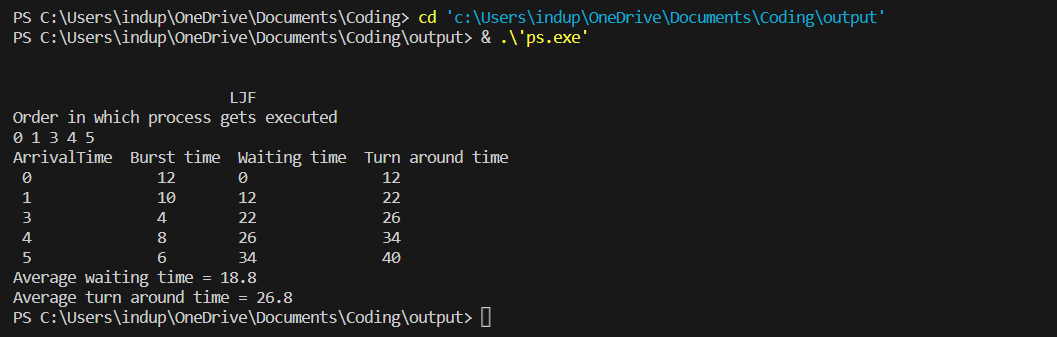 PS C:\Users\indup\OneDrive\Documents\Coding> cd 'c:\Users\indup\OneDrive\Documents\Coding\output'
PS C:\Users\indup\OneDrive\Documents\Coding\output> & .\'ps.exe'
LJF
Order in which process gets executed
0 1 3 4 5
ArrivalTime Burst time Waiting time Turn around time
0 12 0 12
1 10 12 22
3 4 22 26
4 8 26 34
5 6 34 40
Average waiting time = 18.8
Average turn around time = 26.8
PS C:\Users\indup\OneDrive\Documents\Coding\output>